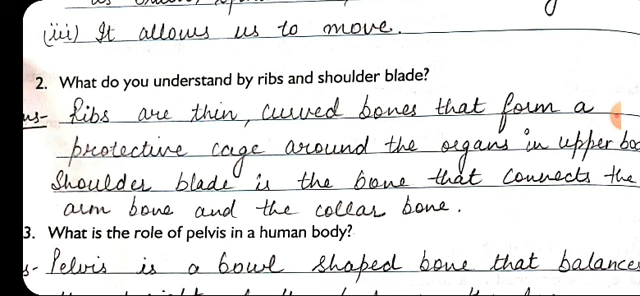 (iii) It allows us to move.
2. What do you understand by ribs and shoulder blade?
us- Ribs are thin, curved bones that form a
protective cage around the organs in upper bo
Shoulder blade is the bone that connects the
arm bone and the collar bone.
3. What is the role of pelvis in a human body?
s- Pelvis is a bowl shaped bone that balances